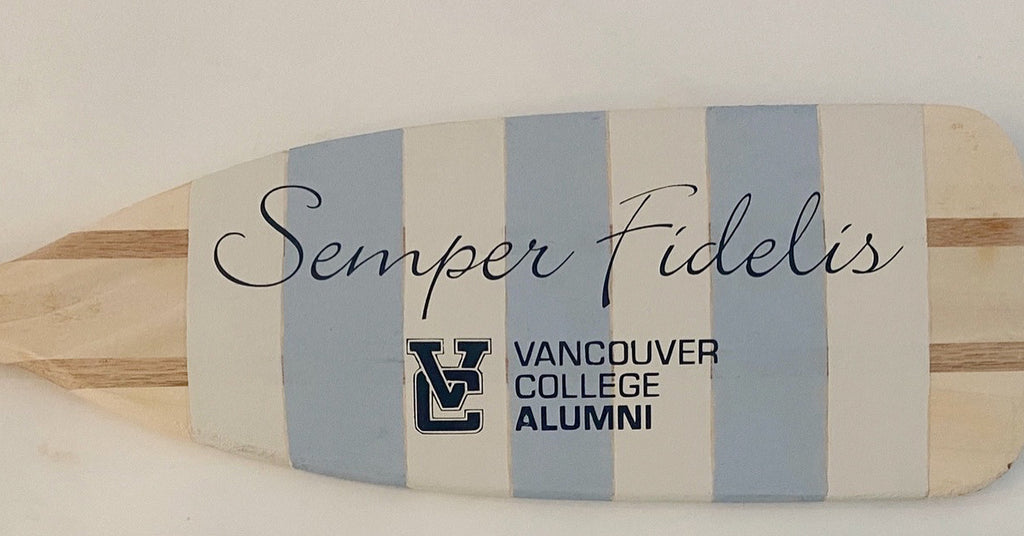 Semper Fidelis
VC
VANCOUVER
COLLEGE
ALUMNI